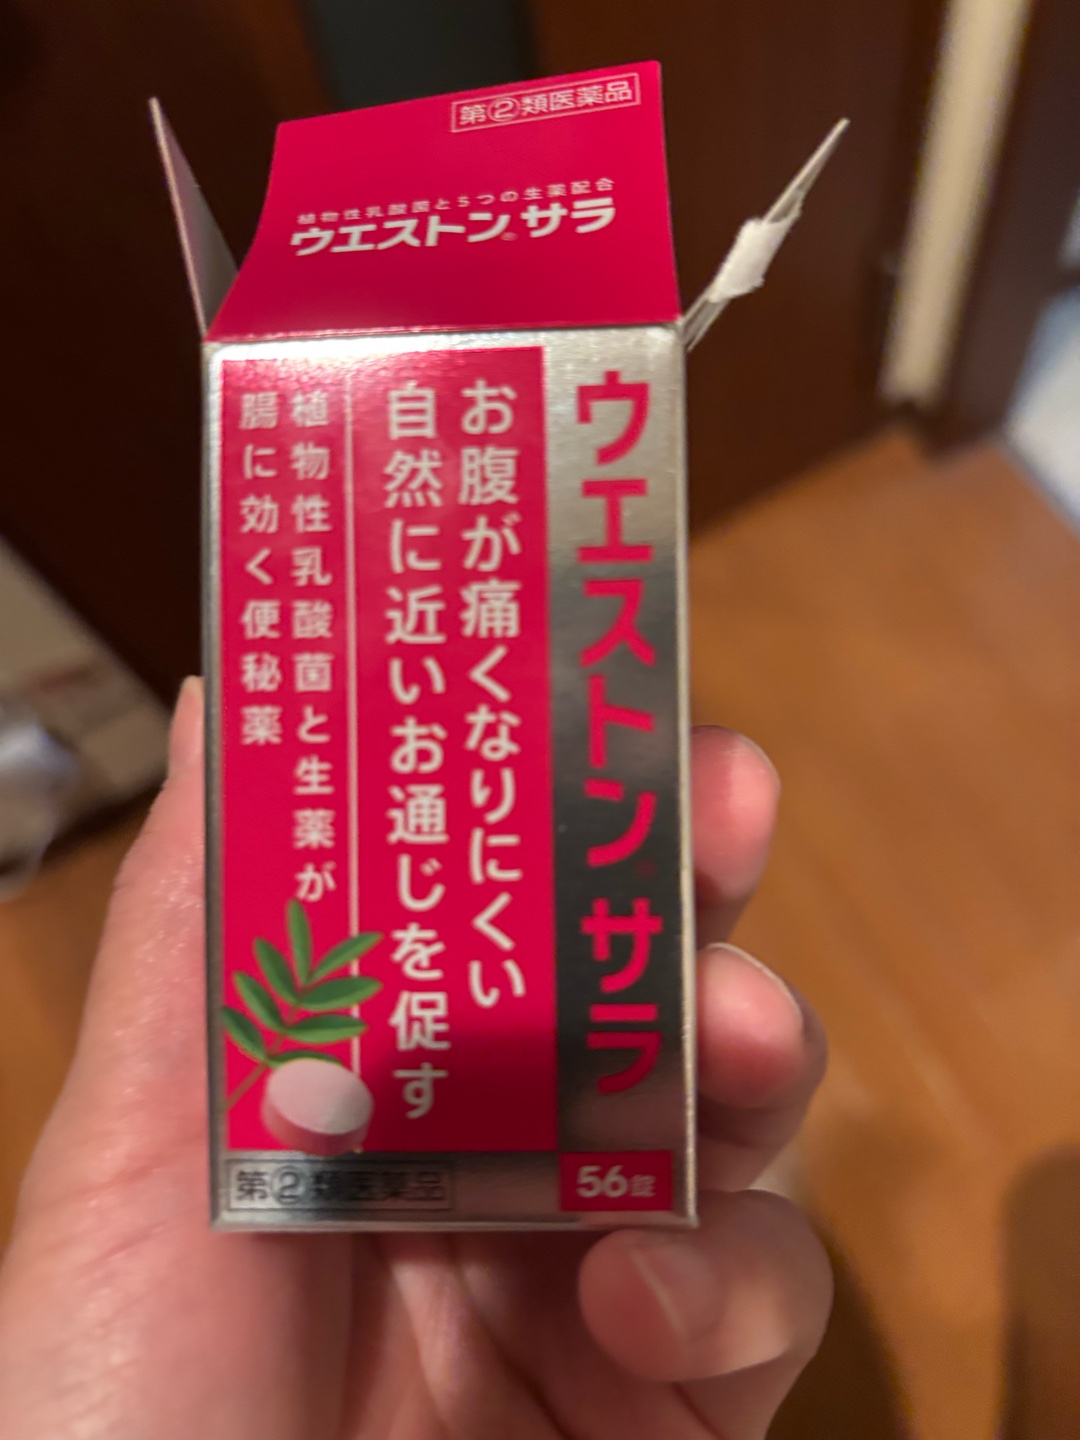 第②類医薬品
植物性乳酸菌と5つの生薬配合
ウエストン®サラ
ウエストン®サラ
お腹が痛くなりにくい
自然に近いお通じを促す
植物性乳酸菌と生薬が
腸に効く便秘薬
第②類医薬品
56錠